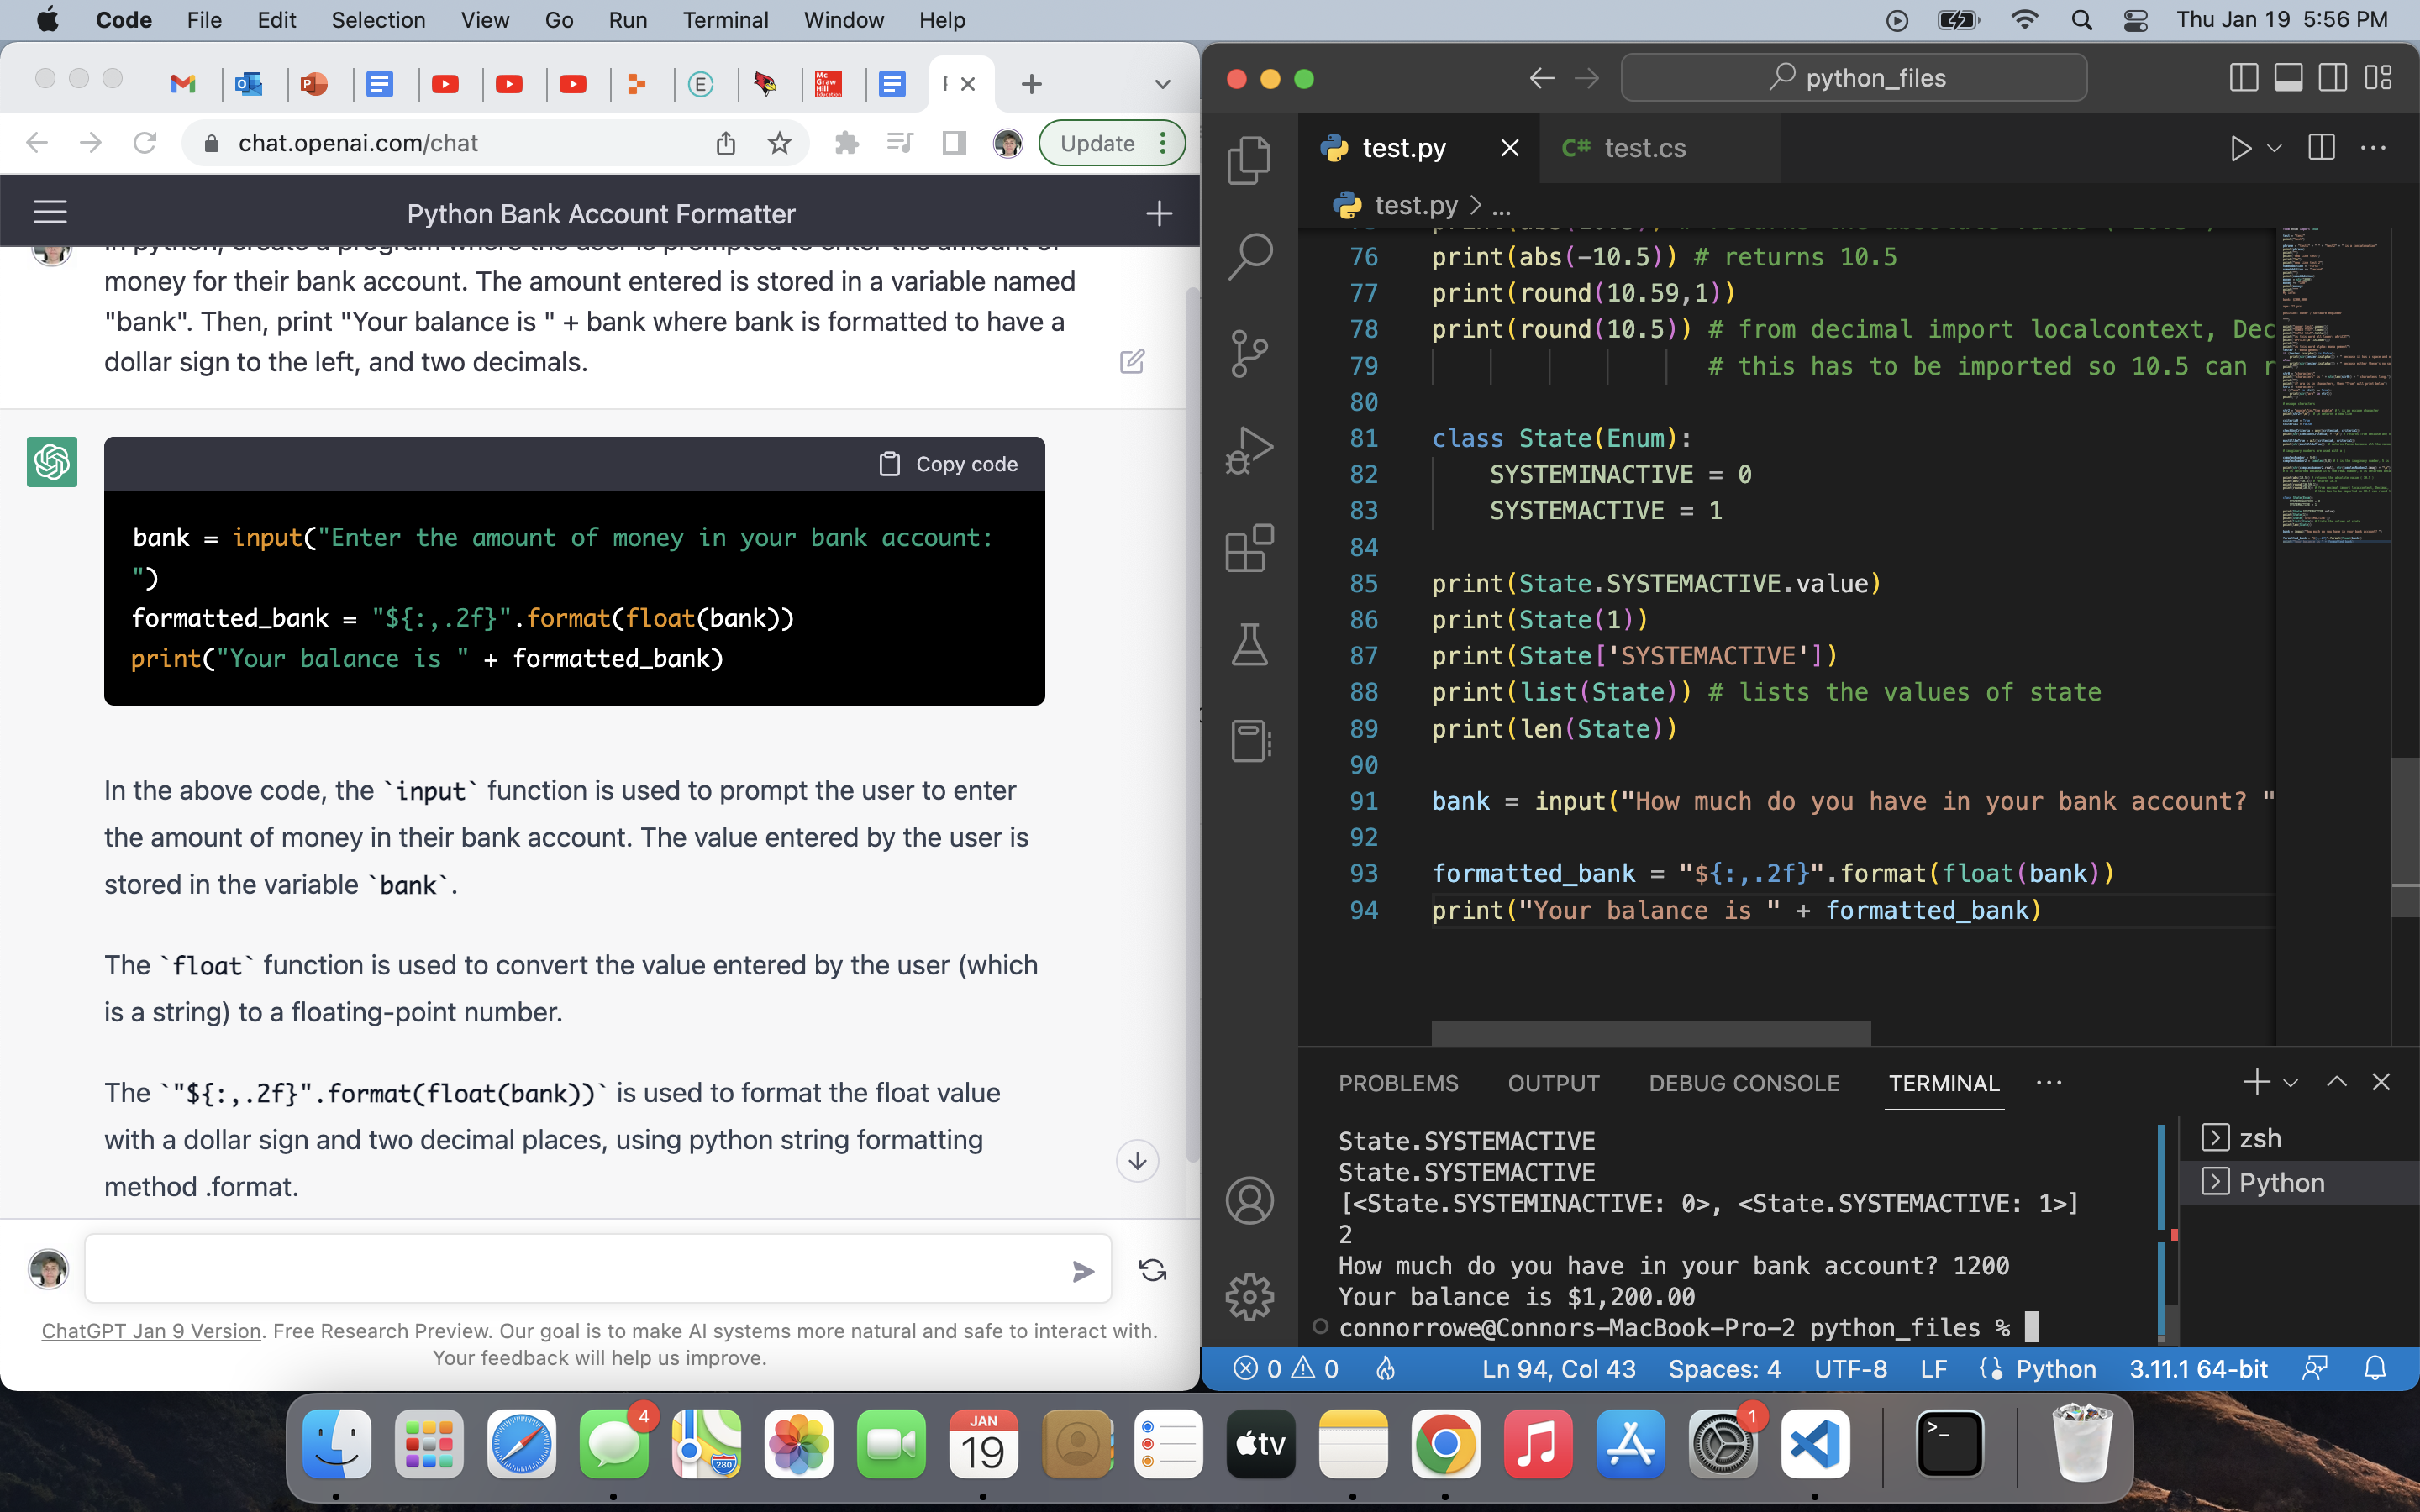 Code File Edit Selection View Go Run Terminal Window Help Thu Jan 19 5:56 PM
chat.openai.com/chat Update
Python Bank Account Formatter
In python, create a program where the user is prompted to enter the amount of
money for their bank account. The amount entered is stored in a variable named
"bank". Then, print "Your balance is " + bank where bank is formatted to have a
dollar sign to the left, and two decimals.
Copy code
bank = input("Enter the amount of money in your bank account:
")
formatted_bank = "${:,.2f}".format(float(bank))
print("Your balance is " + formatted_bank)
In the above code, the `input` function is used to prompt the user to enter
the amount of money in their bank account. The value entered by the user is
stored in the variable `bank`.
The `float` function is used to convert the value entered by the user (which
is a string) to a floating-point number.
The `"${:,.2f}".format(float(bank))` is used to format the float value
with a dollar sign and two decimal places, using python string formatting
method .format.
ChatGPT Jan 9 Version. Free Research Preview. Our goal is to make AI systems more natural and safe to interact with.
Your feedback will help us improve.
python_files
test.py C# test.cs
test.py > ...
76 print(abs(-10.5)) # returns 10.5
77 print(round(10.59,1))
78 print(round(10.5)) # from decimal import localcontext, Dec
79 # this has to be imported so 10.5 can r
80
81 class State(Enum):
82 SYSTEMINACTIVE = 0
83 SYSTEMACTIVE = 1
84
85 print(State.SYSTEMACTIVE.value)
86 print(State(1))
87 print(State['SYSTEMACTIVE'])
88 print(list(State)) # lists the values of state
89 print(len(State))
90
91 bank = input("How much do you have in your bank account? "
92
93 formatted_bank = "${:,.2f}".format(float(bank))
94 print("Your balance is " + formatted_bank)
PROBLEMS OUTPUT DEBUG CONSOLE TERMINAL ...
State.SYSTEMACTIVE
State.SYSTEMACTIVE
[<State.SYSTEMINACTIVE: 0>, <State.SYSTEMACTIVE: 1>]
2
How much do you have in your bank account? 1200
Your balance is $1,200.00
connorrowe@Connors-MacBook-Pro-2 python_files %
zsh
Python
0 0 Ln 94, Col 43 Spaces: 4 UTF-8 LF Python 3.11.1 64-bit
4 280 JAN 19 tv 1